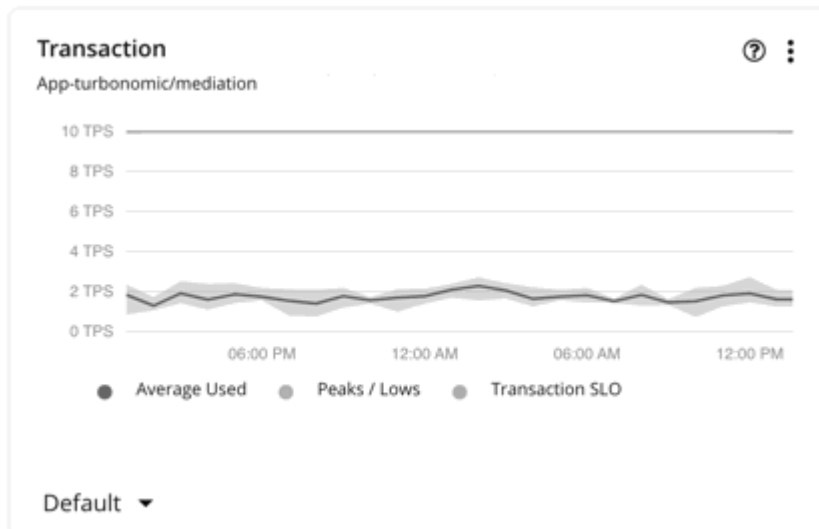 Transaction
App-turbonomic/mediation
10 TPS
8 TPS
6 TPS
4 TPS
2 TPS
0 TPS
06:00 PM 12:00 AM 06:00 AM 12:00 PM
Average Used Peaks / Lows Transaction SLO
Default